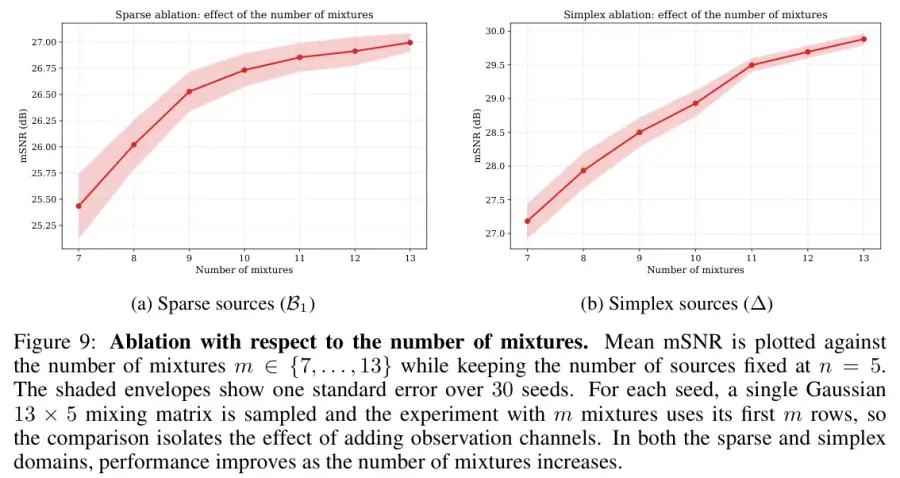 Sparse ablation: effect of the number of mixtures
27.00
26.75
26.50
26.25
26.00
25.75
25.50
25.25
mSNR (dB)
7 8 9 10 11 12 13
Number of mixtures
(a) Sparse sources (ℬ₁)
Simplex ablation: effect of the number of mixtures
30.0
29.5
29.0
28.5
28.0
27.5
27.0
mSNR (dB)
7 8 9 10 11 12 13
Number of mixtures
(b) Simplex sources (Δ)
Figure 9: Ablation with respect to the number of mixtures. Mean mSNR is plotted against
the number of mixtures m ∈ {7, . . . , 13} while keeping the number of sources fixed at n = 5.
The shaded envelopes show one standard error over 30 seeds. For each seed, a single Gaussian
13 × 5 mixing matrix is sampled and the experiment with m mixtures uses its first m rows, so
the comparison isolates the effect of adding observation channels. In both the sparse and simplex
domains, performance improves as the number of mixtures increases.